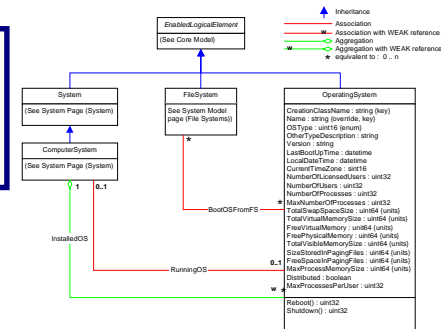 Inheritance
Association
w Association with WEAK reference
Aggregation
w Aggregation with WEAK reference
* equivalent to : 0 .. n
EnabledLogicalElement
(See Core Model)
System
(See System Page (System)
FileSystem
See System Model
page (File Systems))
OperatingSystem
CreationClassName : string {key}
Name : string {override, key}
OSType : uint16 {enum}
OtherTypeDescription : string
Version : string
LastBootUpTime : datetime
LocalDateTime : datetime
CurrentTimeZone : sint16
NumberOfLicensedUsers : uint32
NumberOfUsers : uint32
NumberOfProcesses : uint32
MaxNumberOfProcesses : uint32
TotalSwapSpaceSize : uint64 {units}
TotalVirtualMemorySize : uint64 {units}
FreeVirtualMemory : unit64 {units}
FreePhysicalMemory : unit64 {units}
TotalVisibleMemorySize : uint64 {units}
SizeStoredInPagingFiles : uint64 {units}
FreeSpaceInPagingFiles : uint64 {units}
MaxProcessMemorySize : uint64 {units}
Distributed : boolean
MaxProcessesPerUser : uint32
Reboot() : uint32
Shutdown() : uint32
ComputerSystem
(See System Page (System)
1
0..1
*
*
BootOSFromFS
InstalledOS
0..1
RunningOS
w *